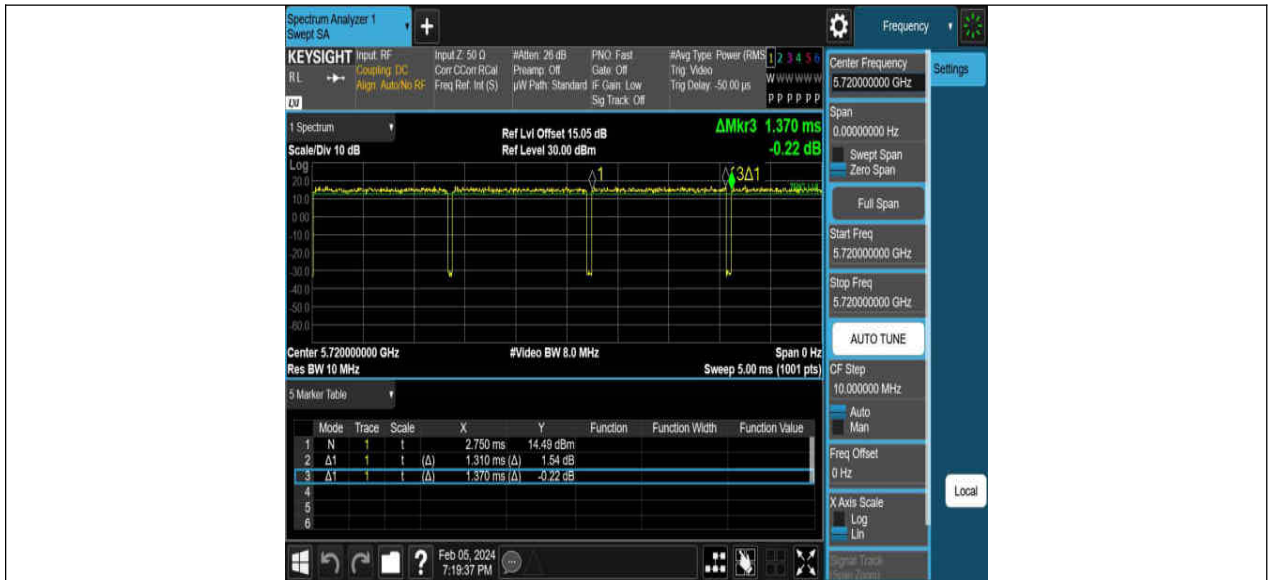 Spectrum Analyzer 1
Swept SA
+
Frequency
KEYSIGHT
RL
Input: RF
Coupling: DC
Align: Auto/No RF
Input Z: 50 Ω
Corr CCorr RCal
Freq Ref: Int (S)
#Atten: 26 dB
Preamp: Off
µW Path: Standard
PNO: Fast
Gate: Off
IF Gain: Low
Sig Track: Off
#Avg Type: Power (RMS
Trig: Video
Trig Delay: -50.00 µs
1 2 3 4 5 6
W W W W W W
P P P P P P
1 Spectrum
Scale/Div 10 dB
Ref Lvl Offset 15.05 dB
Ref Level 30.00 dBm
ΔMkr3 1.370 ms
-0.22 dB
Log
20.0
10.0
0.00
-10.0
-20.0
-30.0
-40.0
-50.0
-60.0
1
3Δ1
Center 5.720000000 GHz
#Video BW 8.0 MHz
Span 0 Hz
Res BW 10 MHz
Sweep 5.00 ms (1001 pts)
5 Marker Table
Mode Trace Scale X Y Function Function Width Function Value
1 N 1 t 2.750 ms 14.49 dBm
2 Δ1 1 t (Δ) 1.310 ms (Δ) 1.54 dB
3 Δ1 1 t (Δ) 1.370 ms (Δ) -0.22 dB
4
5
6
Feb 05, 2024
7:19:37 PM
Center Frequency
5.720000000 GHz
Settings
Span
0.00000000 Hz
Swept Span
Zero Span
Full Span
Start Freq
5.720000000 GHz
Stop Freq
5.720000000 GHz
AUTO TUNE
CF Step
10.000000 MHz
Auto
Man
Freq Offset
0 Hz
X Axis Scale
Log
Lin
Signal Track
(Span Zoom)
Local